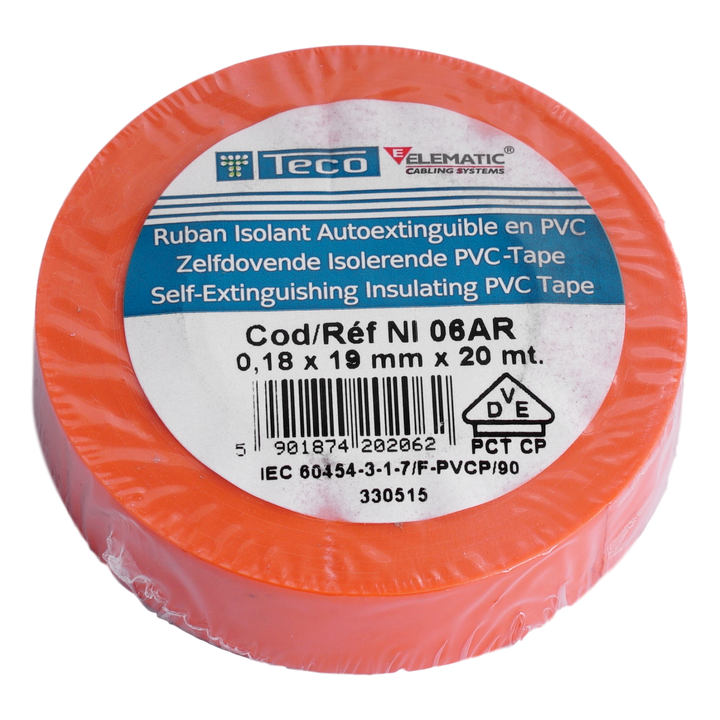 Teco ELEMATIC®
CABLING SYSTEMS
Ruban Isolant Autoextinguible en PVC
Zelfdovende Isolerende PVC-Tape
Self-Extinguishing Insulating PVC Tape
Cod/Réf NI 06AR
0,18 x 19 mm x 20 mt.
5 901874 202062
DVE
PCT CP
IEC 60454-3-1-7/F-PVCP/90
330515